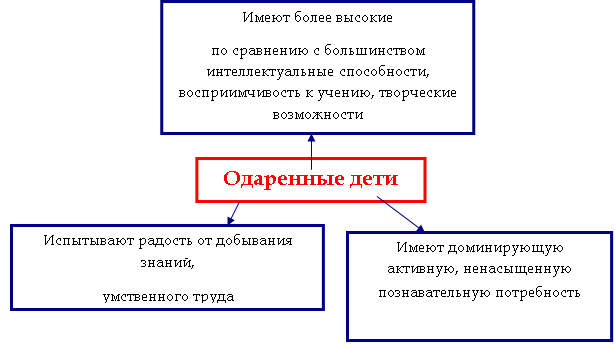 Имеют более высокие
по сравнению с большинством
интеллектуальные способности,
восприимчивость к учению, творческие
возможности
Одаренные дети
Испытывают радость от добывания
знаний,
умственного труда
Имеют доминирующую
активную, ненасыщенную
познавательную потребность